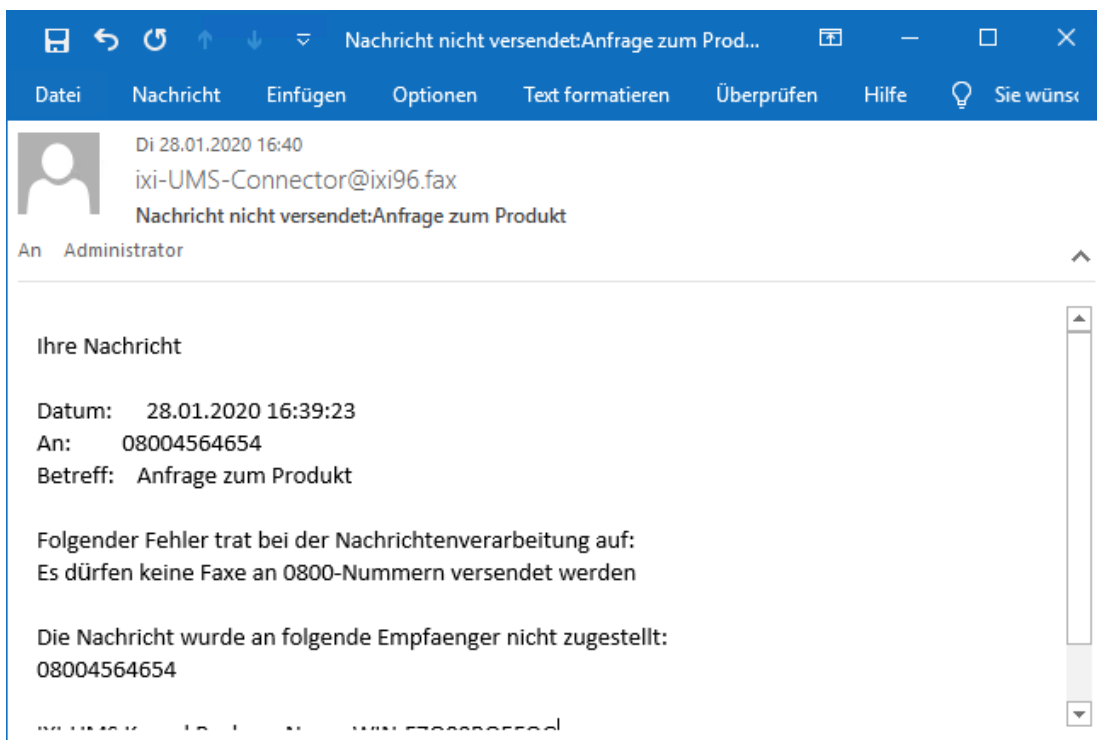 Nachricht nicht versendet:Anfrage zum Prod...
Datei Nachricht Einfügen Optionen Text formatieren Überprüfen Hilfe Sie wüns
Di 28.01.2020 16:40
ixi-UMS-Connector@ixi96.fax
Nachricht nicht versendet:Anfrage zum Produkt
An Administrator
Ihre Nachricht
Datum: 28.01.2020 16:39:23
An: 08004564654
Betreff: Anfrage zum Produkt
Folgender Fehler trat bei der Nachrichtenverarbeitung auf:
Es dürfen keine Faxe an 0800-Nummern versendet werden
Die Nachricht wurde an folgende Empfaenger nicht zugestellt:
08004564654